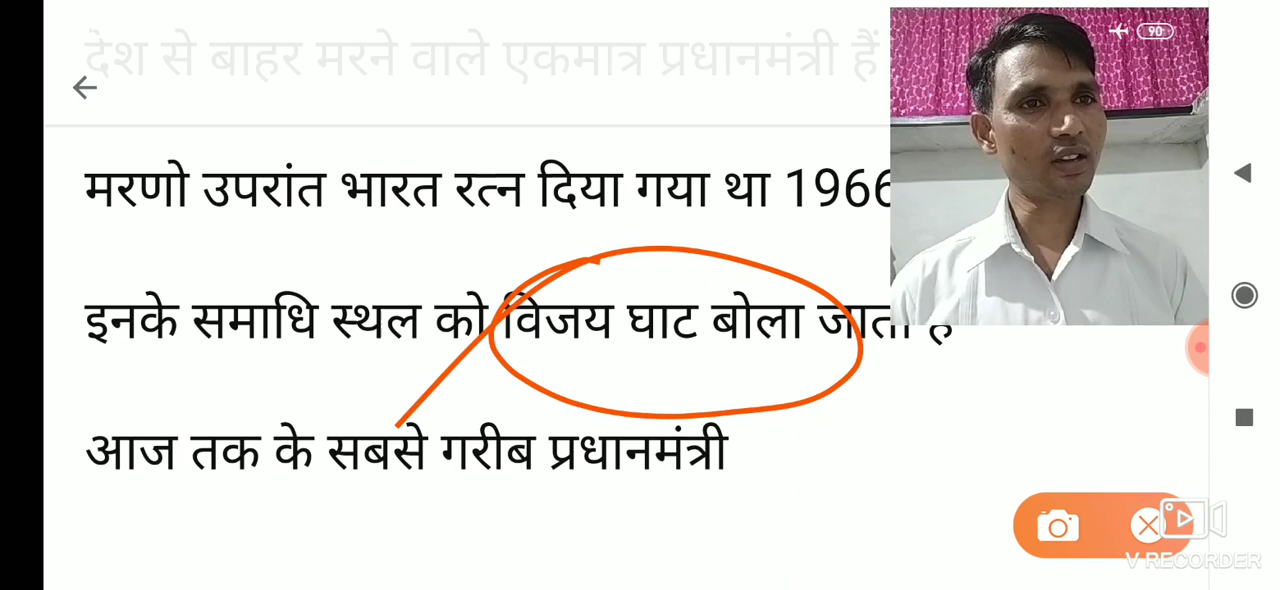 देश से बाहर मरने वाले एकमात्र प्रधानमंत्री हैं
90
मरणो उपरांत भारत रत्न दिया गया था 1966
इनके समाधि स्थल को विजय घाट बोला जाता है
आज तक के सबसे गरीब प्रधानमंत्री
V RECORDER